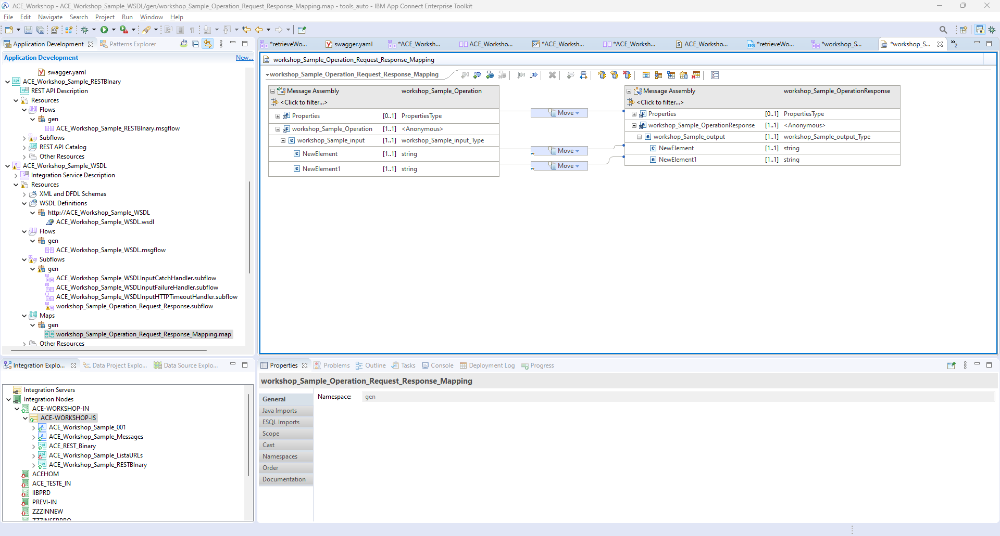 ACE_Workshop - ACE_Workshop_Sample_WSDL/gen/workshop_Sample_Operation_Request_Response_Mapping.map - tools_auto - IBM App Connect Enterprise Toolkit
File Edit Navigate Search Project Run Window Help
Application Development Patterns Explorer
Application Development New...
swagger.yaml
ACE_Workshop_Sample_RESTBInary
REST API Description
Resources
Flows
gen
ACE_Workshop_Sample_RESTBInary.msgflow
Subflows
REST API Catalog
Other Resources
ACE_Workshop_Sample_WSDL
Integration Service Description
Resources
XML and DFDL Schemas
WSDL Definitions
http://ACE_Workshop_Sample_WSDL
ACE_Workshop_Sample_WSDL.wsdl
Flows
gen
ACE_Workshop_Sample_WSDL.msgflow
Subflows
gen
ACE_Workshop_Sample_WSDLInputCatchHandler.subflow
ACE_Workshop_Sample_WSDLInputFailureHandler.subflow
ACE_Workshop_Sample_WSDLInputHTTPTimeoutHandler.subflow
workshop_Sample_Operation_Request_Response.subflow
Maps
gen
workshop_Sample_Operation_Request_Response_Mapping.map
Other Resources
*retrieveWo... swagger.yaml *ACE_Worksh... ACE_Worksho... *ACE_Worksh... *ACE_Worksh... ACE_Worksho... *retrieveWo... *workshop_S... *workshop_S... 2
workshop_Sample_Operation_Request_Response_Mapping
workshop_Sample_Operation_Request_Response_Mapping
Message Assembly workshop_Sample_Operation
<Click to filter...>
Properties [0..1] PropertiesType
workshop_Sample_Operation [1..1] <Anonymous>
workshop_Sample_input [1..1] workshop_Sample_input_Type
NewElement [1..1] string
NewElement1 [1..1] string
Move
Move
Move
Message Assembly workshop_Sample_OperationResponse
<Click to filter...>
Properties [0..1] PropertiesType
workshop_Sample_OperationResponse [1..1] <Anonymous>
workshop_Sample_output [1..1] workshop_Sample_output_Type
NewElement [1..1] string
NewElement1 [1..1] string
Integration Explo... Data Project Explo... Data Source Explo...
Integration Servers
Integration Nodes
ACE-WORKSHOP-IN
ACE-WORKSHOP-IS
ACE_Workshop_Sample_001
ACE_Workshop_Sample_Messages
ACE_REST_Binary
ACE_Workshop_Sample_ListaURLs
ACE_Workshop_Sample_RESTBInary
ACEHOM
ACE_TESTE_IN
IIBPRD
PREVI-IN
ZZZINNEW
Properties Problems Outline Tasks Console Deployment Log Progress
workshop_Sample_Operation_Request_Response_Mapping
General
Java Imports
ESQL Imports
Scope
Cast
Namespaces
Order
Documentation
Namespace: gen